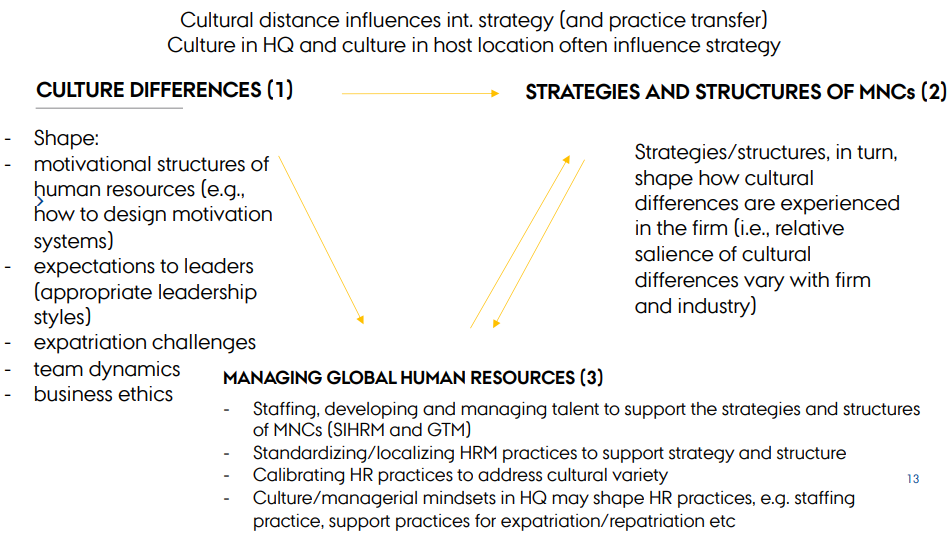 Cultural distance influences int. strategy (and practice transfer)
Culture in HQ and culture in host location often influence strategy
CULTURE DIFFERENCES (1)
- Shape:
- motivational structures of
human resources (e.g.,
how to design motivation
systems)
- expectations to leaders
(appropriate leadership
styles)
- expatriation challenges
- team dynamics
- business ethics
STRATEGIES AND STRUCTURES OF MNCs (2)
Strategies/structures, in turn,
shape how cultural
differences are experienced
in the firm (i.e., relative
salience of cultural
differences vary with firm
and industry)
MANAGING GLOBAL HUMAN RESOURCES (3)
- Staffing, developing and managing talent to support the strategies and structures
of MNCs (SIHRM and GTM)
- Standardizing/localizing HRM practices to support strategy and structure
- Calibrating HR practices to address cultural variety
- Culture/managerial mindsets in HQ may shape HR practices, e.g. staffing
practice, support practices for expatriation/repatriation etc
13